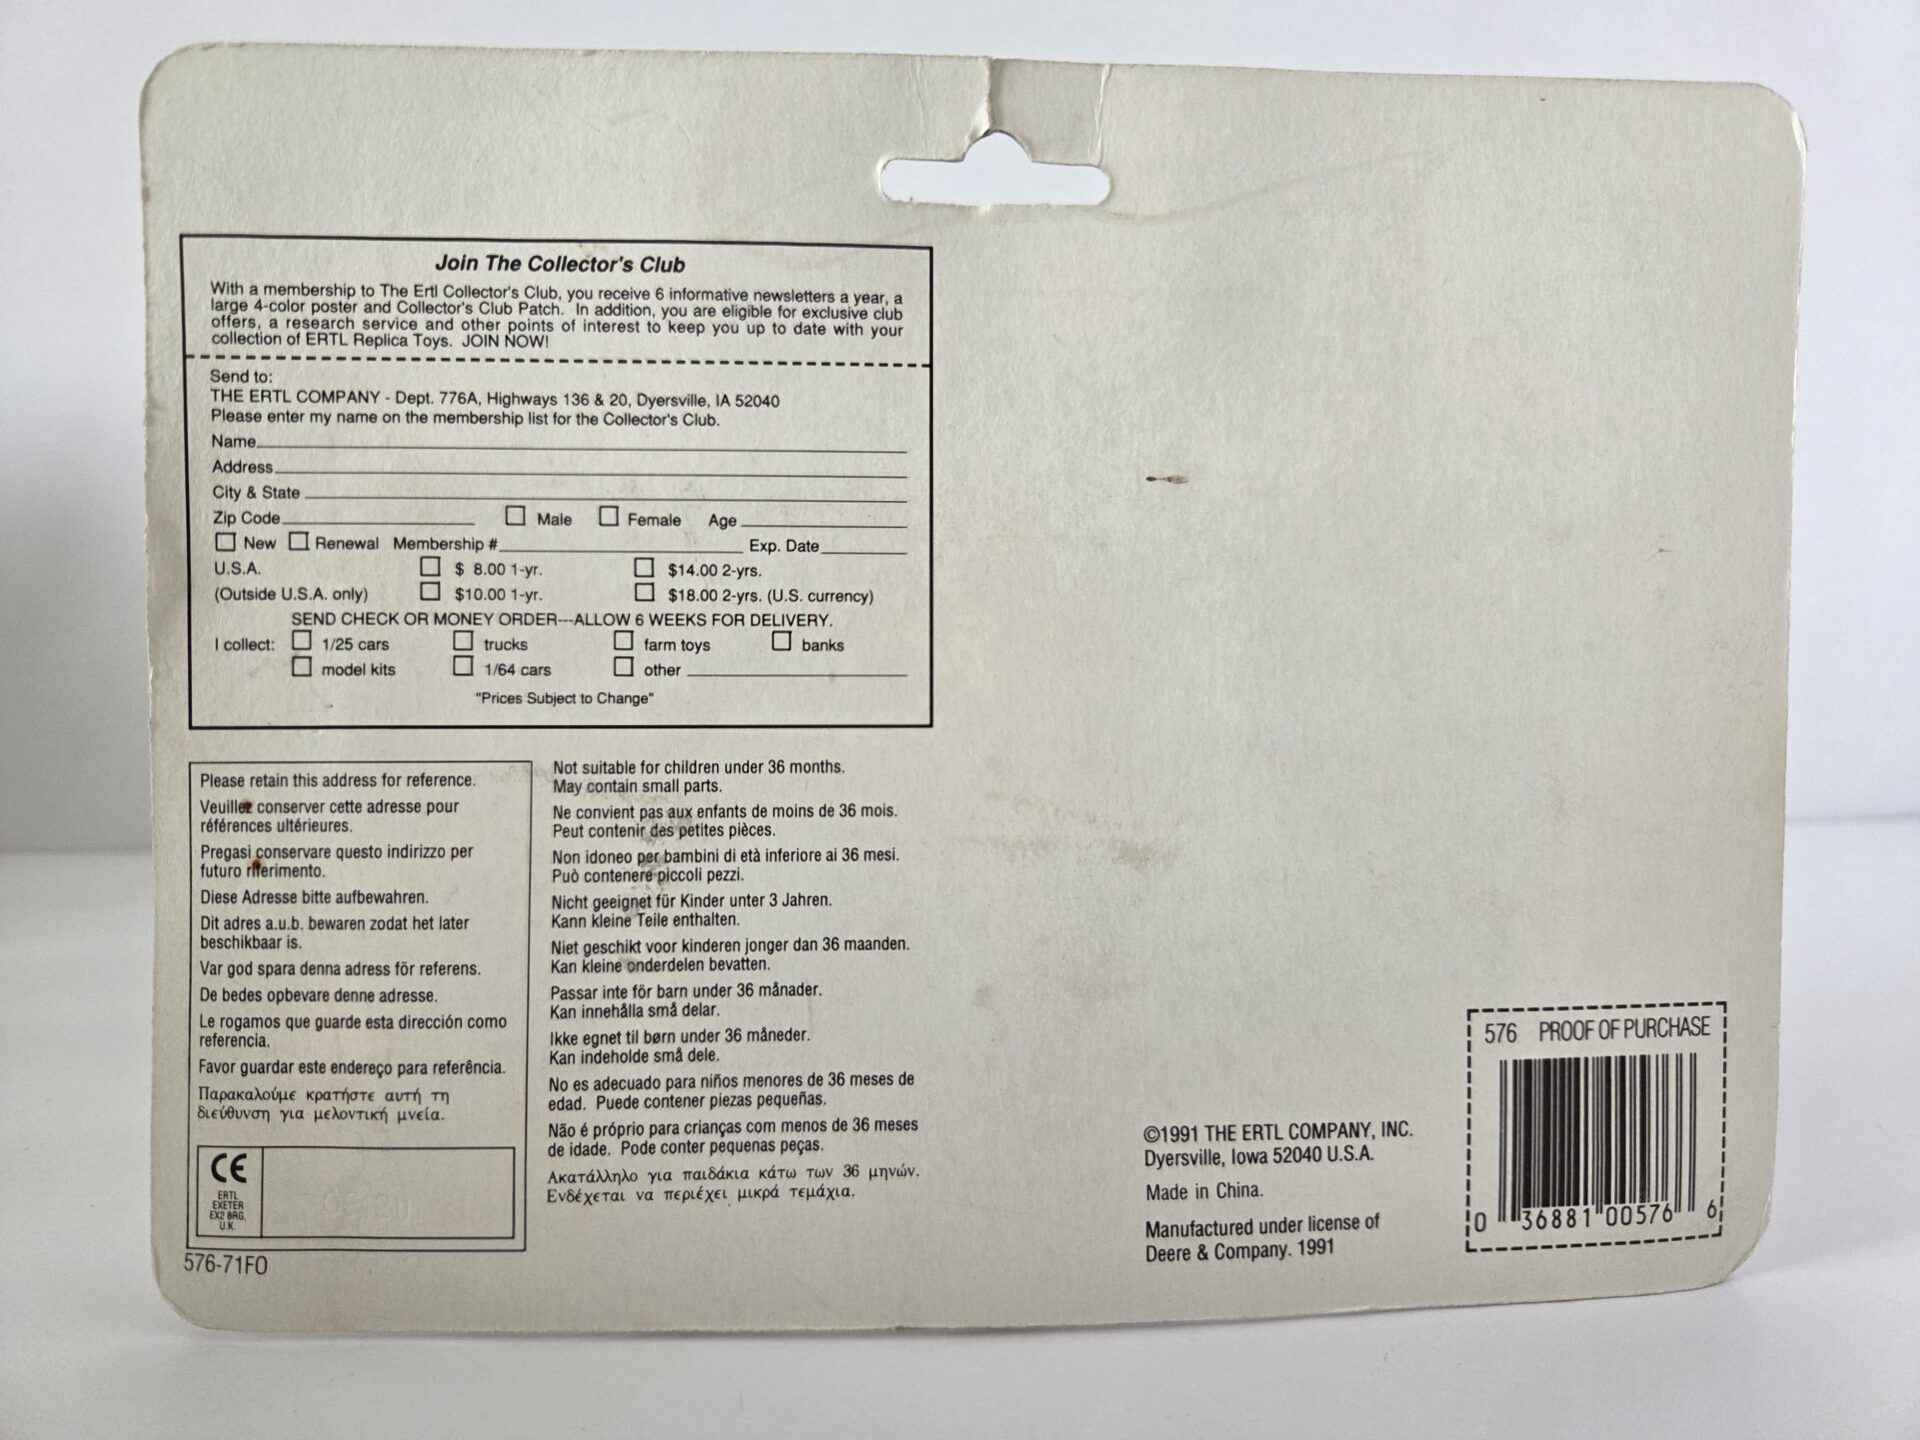 Join The Collector's Club
With a membership to The Ertl Collector's Club, you receive 6 informative newsletters a year, a
large 4-color poster and Collector's Club Patch. In addition, you are eligible for exclusive club
offers, a research service and other points of interest to keep you up to date with your
collection of ERTL Replica Toys. JOIN NOW!
Send to:
THE ERTL COMPANY - Dept. 776A, Highways 136 & 20, Dyersville, IA 52040
Please enter my name on the membership list for the Collector's Club.
Name
Address
City & State
Zip Code Male Female Age
New Renewal Membership # Exp. Date
U.S.A. $ 8.00 1-yr. $14.00 2-yrs.
(Outside U.S.A. only) $10.00 1-yr. $18.00 2-yrs. (U.S. currency)
SEND CHECK OR MONEY ORDER---ALLOW 6 WEEKS FOR DELIVERY.
I collect: 1/25 cars trucks farm toys banks
model kits 1/64 cars other
"Prices Subject to Change"
Please retain this address for reference.
Veuillez conserver cette adresse pour
références ultérieures.
Pregasi conservare questo indirizzo per
futuro riferimento.
Diese Adresse bitte aufbewahren.
Dit adres a.u.b. bewaren zodat het later
beschikbaar is.
Var god spara denna adress för referens.
De bedes opbevare denne adresse.
Le rogamos que guarde esta dirección como
referencia.
Favor guardar este endereço para referência.
Παρακαλούμε κρατήστε αυτή τη
διεύθυνση για μελοντική μνεία.
CE
ERTL
EXETER
EX2 8RG,
U.K.
576-71FO
Not suitable for children under 36 months.
May contain small parts.
Ne convient pas aux enfants de moins de 36 mois.
Peut contenir des petites pièces.
Non idoneo per bambini di età inferiore ai 36 mesi.
Può contenere piccoli pezzi.
Nicht geeignet für Kinder unter 3 Jahren.
Kann kleine Teile enthalten.
Niet geschikt voor kinderen jonger dan 36 maanden.
Kan kleine onderdelen bevatten.
Passar inte för barn under 36 månader.
Kan innehålla små delar.
Ikke egnet til børn under 36 måneder.
Kan indeholde små dele.
No es adecuado para niños menores de 36 meses de
edad. Puede contener piezas pequeñas.
Não é próprio para crianças com menos de 36 meses
de idade. Pode conter pequenas peças.
Ακατάλληλο για παιδάκια κάτω των 36 μηνών.
Ενδέχεται να περιέχει μικρά τεμάχια.
©1991 THE ERTL COMPANY, INC.
Dyersville, Iowa 52040 U.S.A.
Made in China.
Manufactured under license of
Deere & Company. 1991
576 PROOF OF PURCHASE
0 36881 00576 6